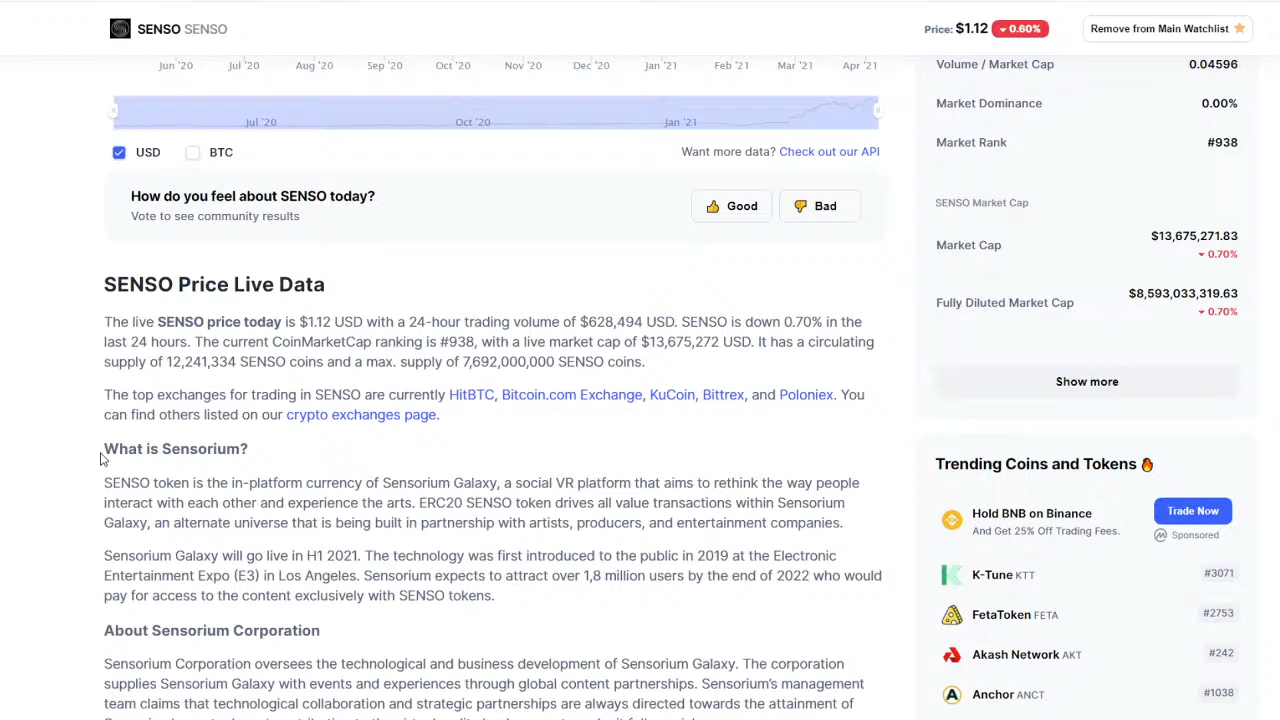 SENSO SENSO
Price: $1.12 0.60%
Remove from Main Watchlist
Jun '20 Jul '20 Aug '20 Sep '20 Oct '20 Nov '20 Dec '20 Jan '21 Feb '21 Mar '21 Apr '21
Jul '20 Oct '20 Jan '21
USD BTC
Want more data? Check out our API
How do you feel about SENSO today?
Vote to see community results
Good Bad
SENSO Price Live Data
The live SENSO price today is $1.12 USD with a 24-hour trading volume of $628,494 USD. SENSO is down 0.70% in the
last 24 hours. The current CoinMarketCap ranking is #938, with a live market cap of $13,675,272 USD. It has a circulating
supply of 12,241,334 SENSO coins and a max. supply of 7,692,000,000 SENSO coins.
The top exchanges for trading in SENSO are currently HitBTC, Bitcoin.com Exchange, KuCoin, Bittrex, and Poloniex. You
can find others listed on our crypto exchanges page.
What is Sensorium?
SENSO token is the in-platform currency of Sensorium Galaxy, a social VR platform that aims to rethink the way people
interact with each other and experience the arts. ERC20 SENSO token drives all value transactions within Sensorium
Galaxy, an alternate universe that is being built in partnership with artists, producers, and entertainment companies.
Sensorium Galaxy will go live in H1 2021. The technology was first introduced to the public in 2019 at the Electronic
Entertainment Expo (E3) in Los Angeles. Sensorium expects to attract over 1,8 million users by the end of 2022 who would
pay for access to the content exclusively with SENSO tokens.
About Sensorium Corporation
Sensorium Corporation oversees the technological and business development of Sensorium Galaxy. The corporation
supplies Sensorium Galaxy with events and experiences through global content partnerships. Sensorium's management
team claims that technological collaboration and strategic partnerships are always directed towards the attainment of
Volume / Market Cap 0.04596
Market Dominance 0.00%
Market Rank #938
SENSO Market Cap
Market Cap $13,675,271.83
0.70%
Fully Diluted Market Cap $8,593,033,319.63
0.70%
Show more
Trending Coins and Tokens
Hold BNB on Binance
And Get 25% Off Trading Fees.
Trade Now
Sponsored
K-Tune KTT #3071
FetaToken FETA #2753
Akash Network AKT #242
Anchor ANCT #1038